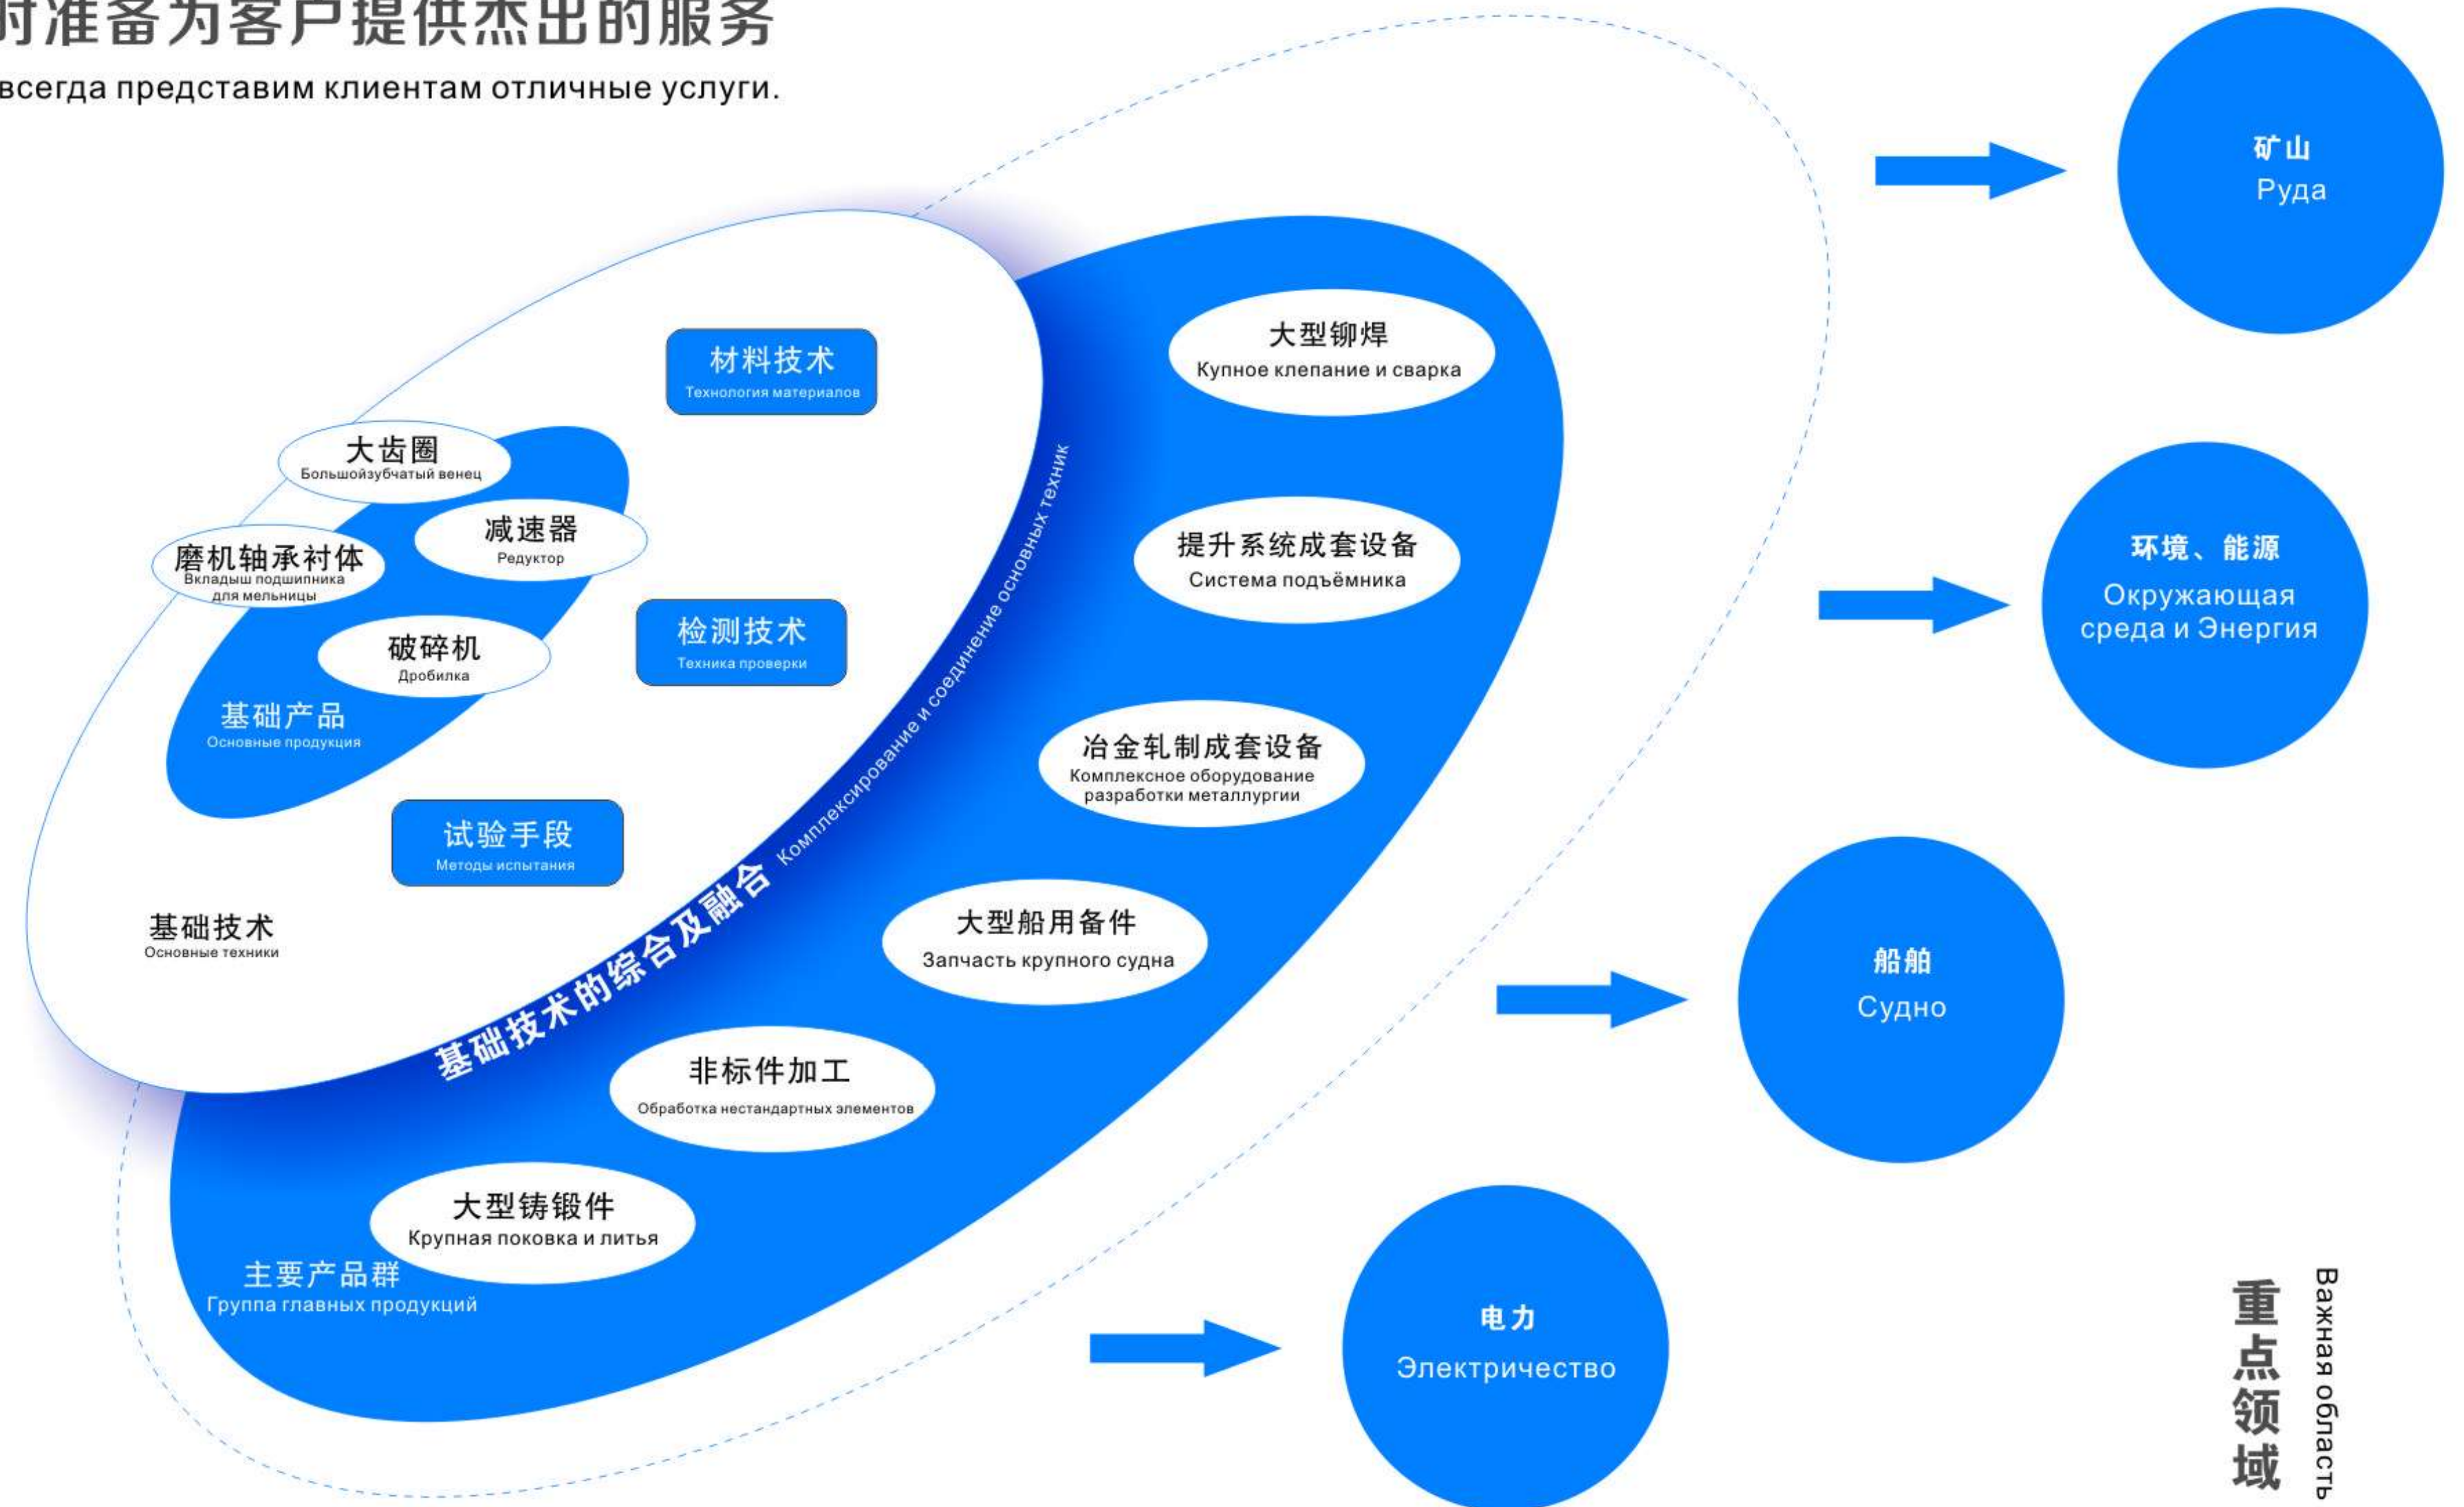 时准备为客户提供杰出的服务
всегда представим клиентам отличные услуги.
矿山
Руда
大型铆焊
Купное клепание и сварка
材料技术
Технология материалов
大齿圈
Большойзубчатый венец
减速器
Редуктор
磨机轴承衬体
Вкладыш подшипника
для мельницы
提升系统成套设备
Система подъёмника
环境、能源
Окружающая
среда и Энергия
检测技术
Техника проверки
破碎机
Дробилка
基础产品
Основные продукция
冶金轧制成套设备
Комплексное оборудование
разработки металлургии
试验手段
Методы испытания
基础技术
Основные техники
基础技术的综合及融合 Комплексирование и соединение основных техник
大型船用备件
Запчасть крупного судна
船舶
Судно
非标件加工
Обработка нестандартных элементов
大型铸锻件
Крупная поковка и литья
主要产品群
Группа главных продукций
电力
Электричество
重点领域
Важная область